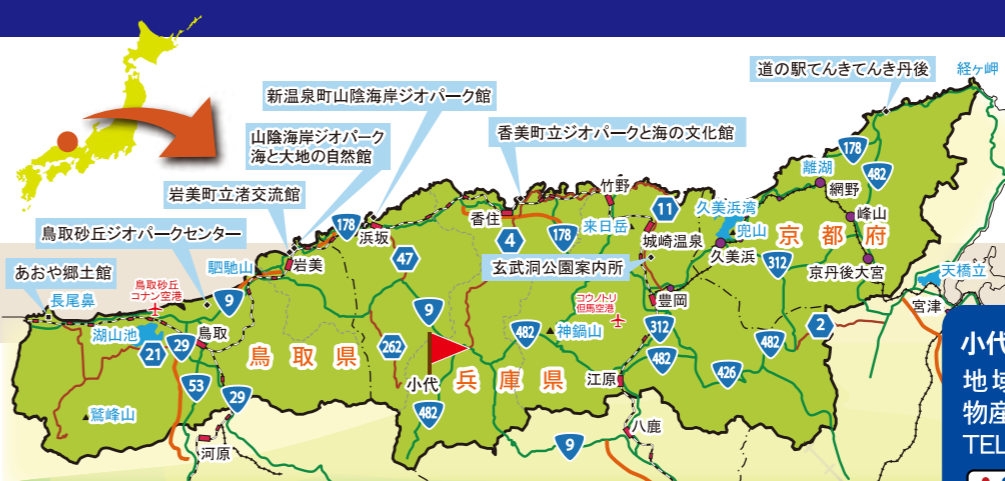 道の駅てんきてんき丹後
経ヶ岬
新温泉町山陰海岸ジオパーク館
山陰海岸ジオパーク
海と大地の自然館
香美町立ジオパークと海の文化館
178
482
離湖
網野
岩美町立渚交流館
竹野
香住
11
久美浜湾
峰山
鳥取砂丘ジオパークセンター
178
浜坂
4
178
来日岳
城崎温泉
兜山
京都府
47
久美浜
312
あおや郷土館
駟馳山
岩美
玄武洞公園案内所
京丹後大宮
天橋立
長尾鼻
鳥取砂丘
コナン空港
9
豊岡
宮津
9
コウノトリ
但馬空港
湖山池
鳥取
482
神鍋山
312
2
21
29
鳥取県
262
482
482
小代
地域
物産
TEL
小代
兵庫県
江原
426
53
29
482
鷲峰山
八鹿
河原
9